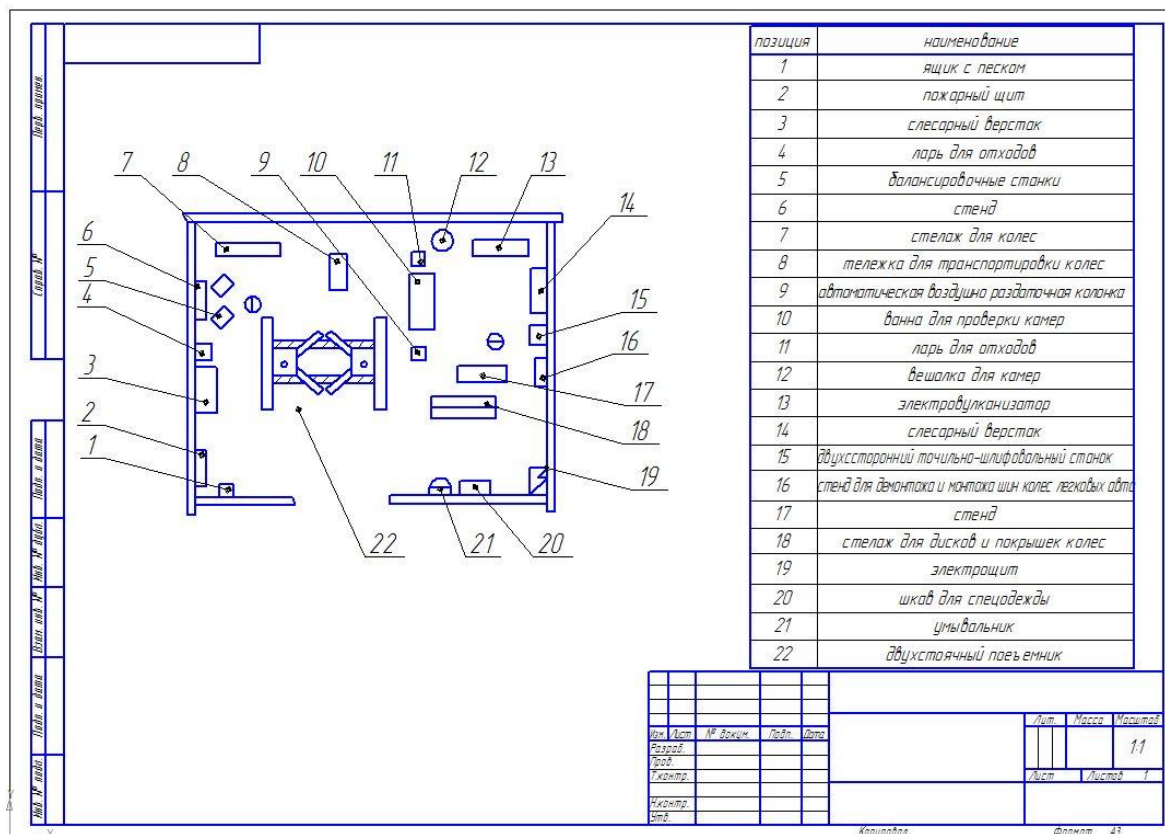 позиция наименование
1 ящик с песком
2 пожарный щит
3 слесарный верстак
4 ларь для отходов
5 балансировочные станки
6 стенд
7 стелаж для колес
8 тележка для транспортировки колес
9 автоматическая воздушно раздаточная колонка
10 ванна для проверки камер
11 ларь для отходов
12 вешалка для камер
13 электровулканизатор
14 слесарный верстак
15 двухссторонний точильно-шлифовальный станок
16 стенд для демонтажа и монтажа шин колес легковых авто
17 стенд
18 стелаж для дисков и покрышек колес
19 электрощит
20 шкав для спецодежды
21 умывальник
22 двухстоячный поеъемник
7 8 9 10 11 12 13
14
6
5
4
15
16
3
17
2
18
1
19
22 21 20
Перв. примен.
Справ. №
Подп. и дата
Инв. № дубл.
Взам. инв. №
Подп. и дата
Инв. № подл.
Изм. Лист № докум. Подп. Дата
Разраб.
Пров.
Т.контр.
Н.контр.
Утв.
Лит. Масса Масштаб
1:1
Лист Листов 1
Копировал Формат А3
Y
X